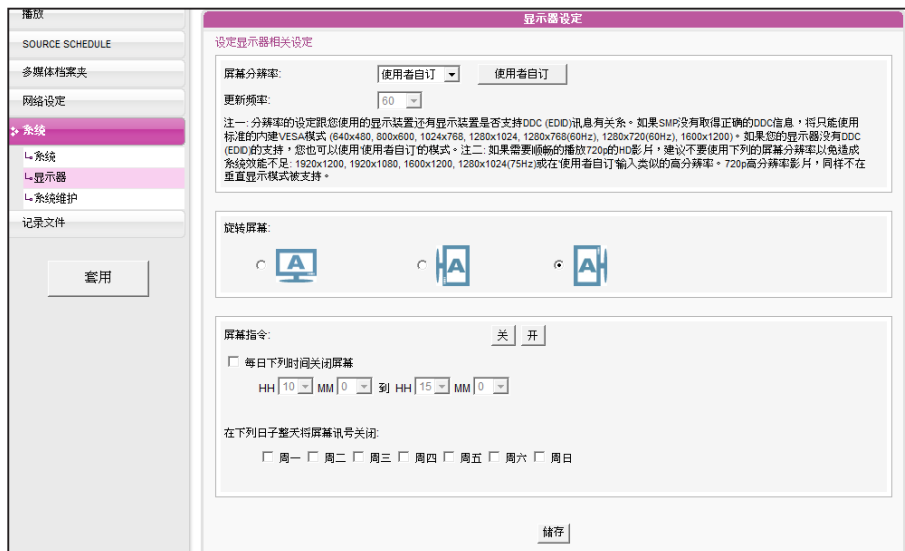 播放
SOURCE SCHEDULE
多媒体档案夹
网络设定
系统
系统
显示器
系统维护
记录文件
套用
显示器设定
设定显示器相关设定
屏幕分辨率: 使用者自订 使用者自订
更新频率: 60
注一: 分辨率的设定跟您使用的显示装置还有显示装置是否支持DDC (EDID)讯息有关系。如果SMP没有取得正确的DDC信息，将只能使用
标准的内建VESA模式 (640x480, 800x600, 1024x768, 1280x1024, 1280x768(60Hz), 1280x720(60Hz), 1600x1200)。如果您的显示器没有DDC
(EDID)的支持，您也可以使用'使用者自订'的模式。注二: 如果需要顺畅的播放720p的HD影片，建议不要使用下列的屏幕分辨率以免造成
系统效能不足: 1920x1200, 1920x1080, 1600x1200, 1280x1024(75Hz)或在'使用者自订'输入类似的高分辨率。720p高分辨率影片，同样不在
垂直显示模式被支持。
旋转屏幕:
A A A
屏幕指令: 关 开
每日下列时间关闭屏幕
HH 10 MM 0 到 HH 15 MM 0
在下列日子整天将屏幕讯号关闭:
周一 周二 周三 周四 周五 周六 周日
储存